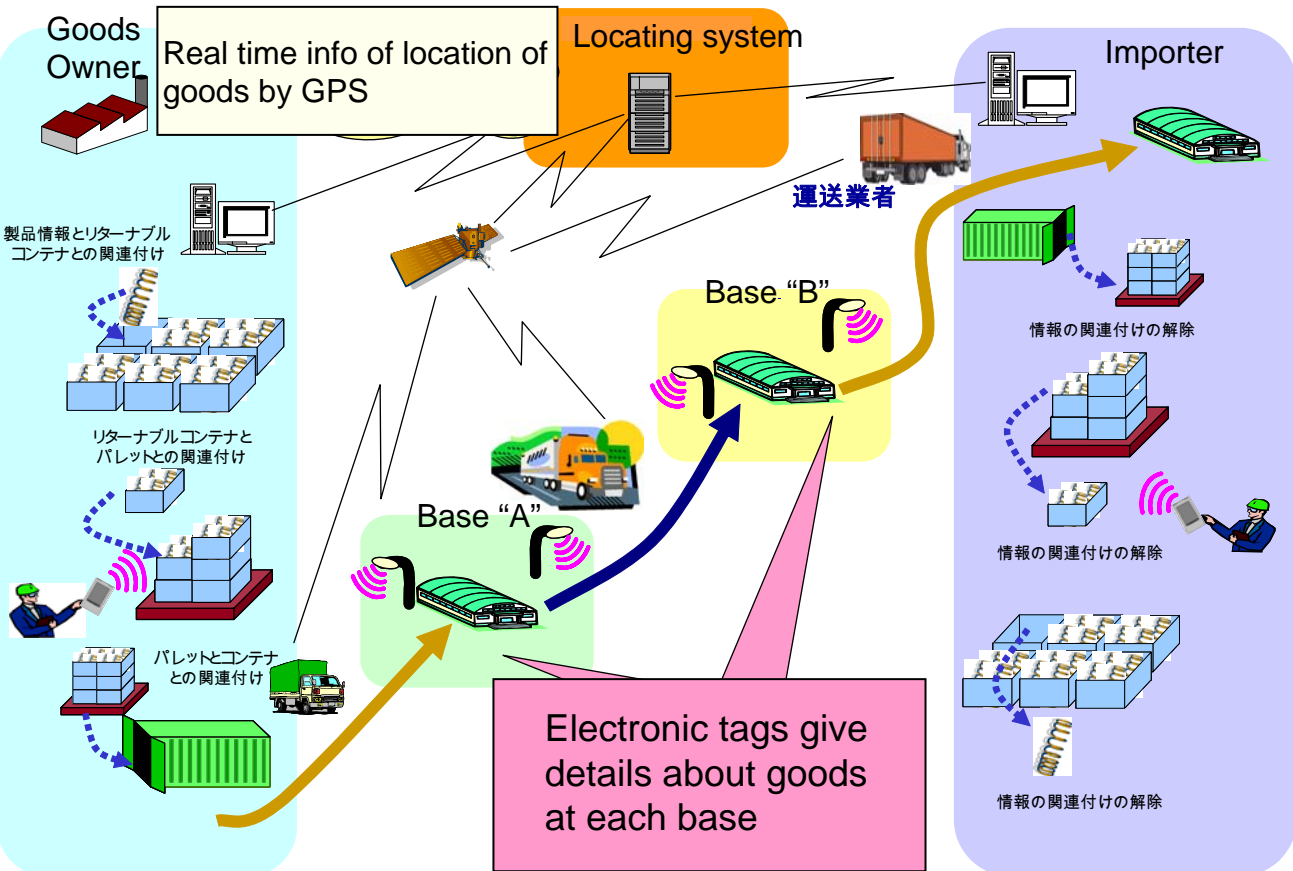 Goods
Owner
Real time info of location of
goods by GPS
Locating system
Importer
運送業者
製品情報とリターナブル
コンテナとの関連付け
Base “B”
情報の関連付けの解除
リターナブルコンテナと
パレットとの関連付け
Base “A”
情報の関連付けの解除
パレットとコンテナ
との関連付け
Electronic tags give
details about goods
at each base
情報の関連付けの解除